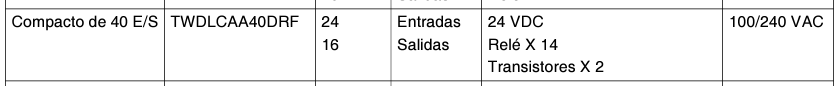 Compacto de 40 E/S TWDLCAA40DRF 24 Entradas 24 VDC 100/240 VAC
16 Salidas Relé X 14
Transistores X 2